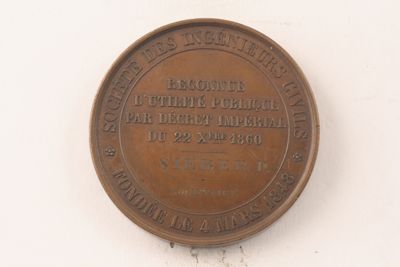 SOCIÉTÉ DES INGÉNIEURS CIVILS
RECONNUE
D'UTILITÉ PUBLIQUE
PAR DÉCRET IMPÉRIAL
DU 22 Xbre 1860
FONDÉE LE 4 MARS 1848